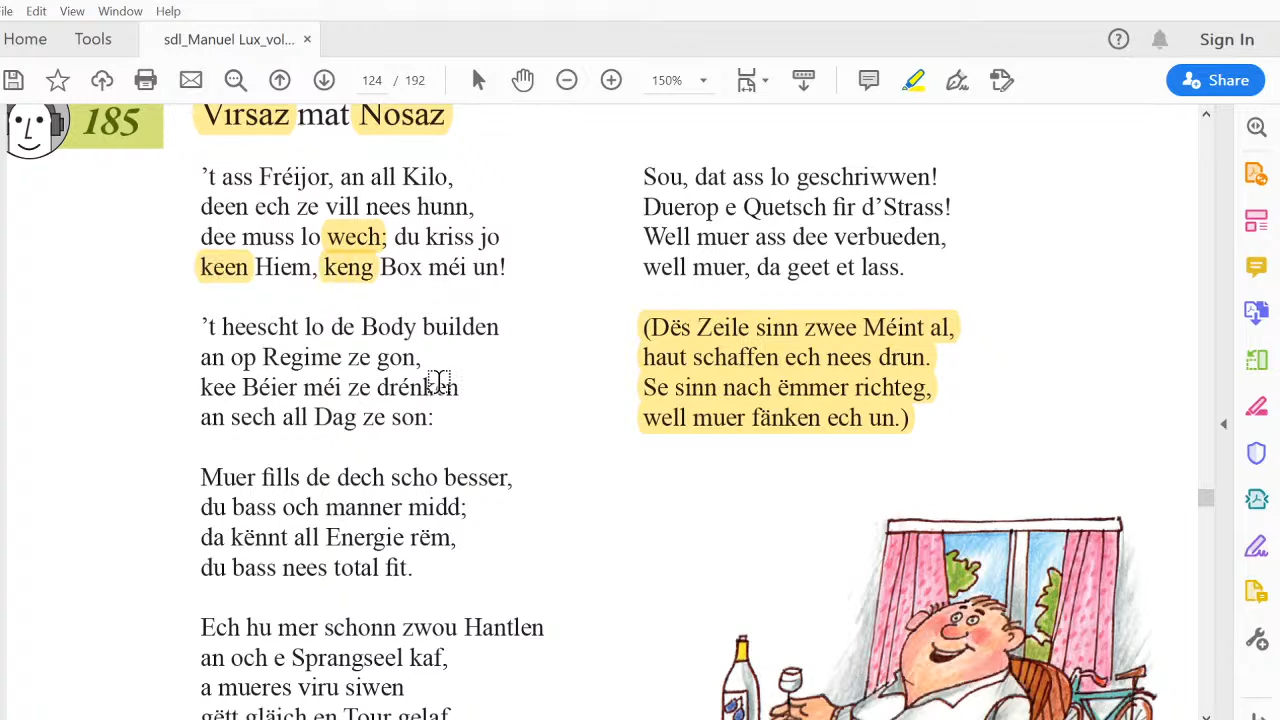 File Edit View Window Help
Home Tools sdl_Manuel Lux_vol... × Sign In
124 / 192 150% Share
185 Virsaz mat Nosaz
’t ass Fréijor, an all Kilo,
deen ech ze vill nees hunn,
dee muss lo wech; du kriss jo
keen Hiem, keng Box méi un!
’t heescht lo de Body builden
an op Regime ze gon,
kee Béier méi ze drénken
an sech all Dag ze son:
Muer fills de dech scho besser,
du bass och manner midd;
da kënnt all Energie rëm,
du bass nees total fit.
Ech hu mer schonn zwou Hantlen
an och e Sprangseel kaf,
a mueres viru siwen
gëtt gläich en Tour gelaf
Sou, dat ass lo geschriwwen!
Duerop e Quetsch fir d’Strass!
Well muer ass dee verbueden,
well muer, da geet et lass.
(Dës Zeile sinn zwee Méint al,
haut schaffen ech nees drun.
Se sinn nach ëmmer richteg,
well muer fänken ech un.)